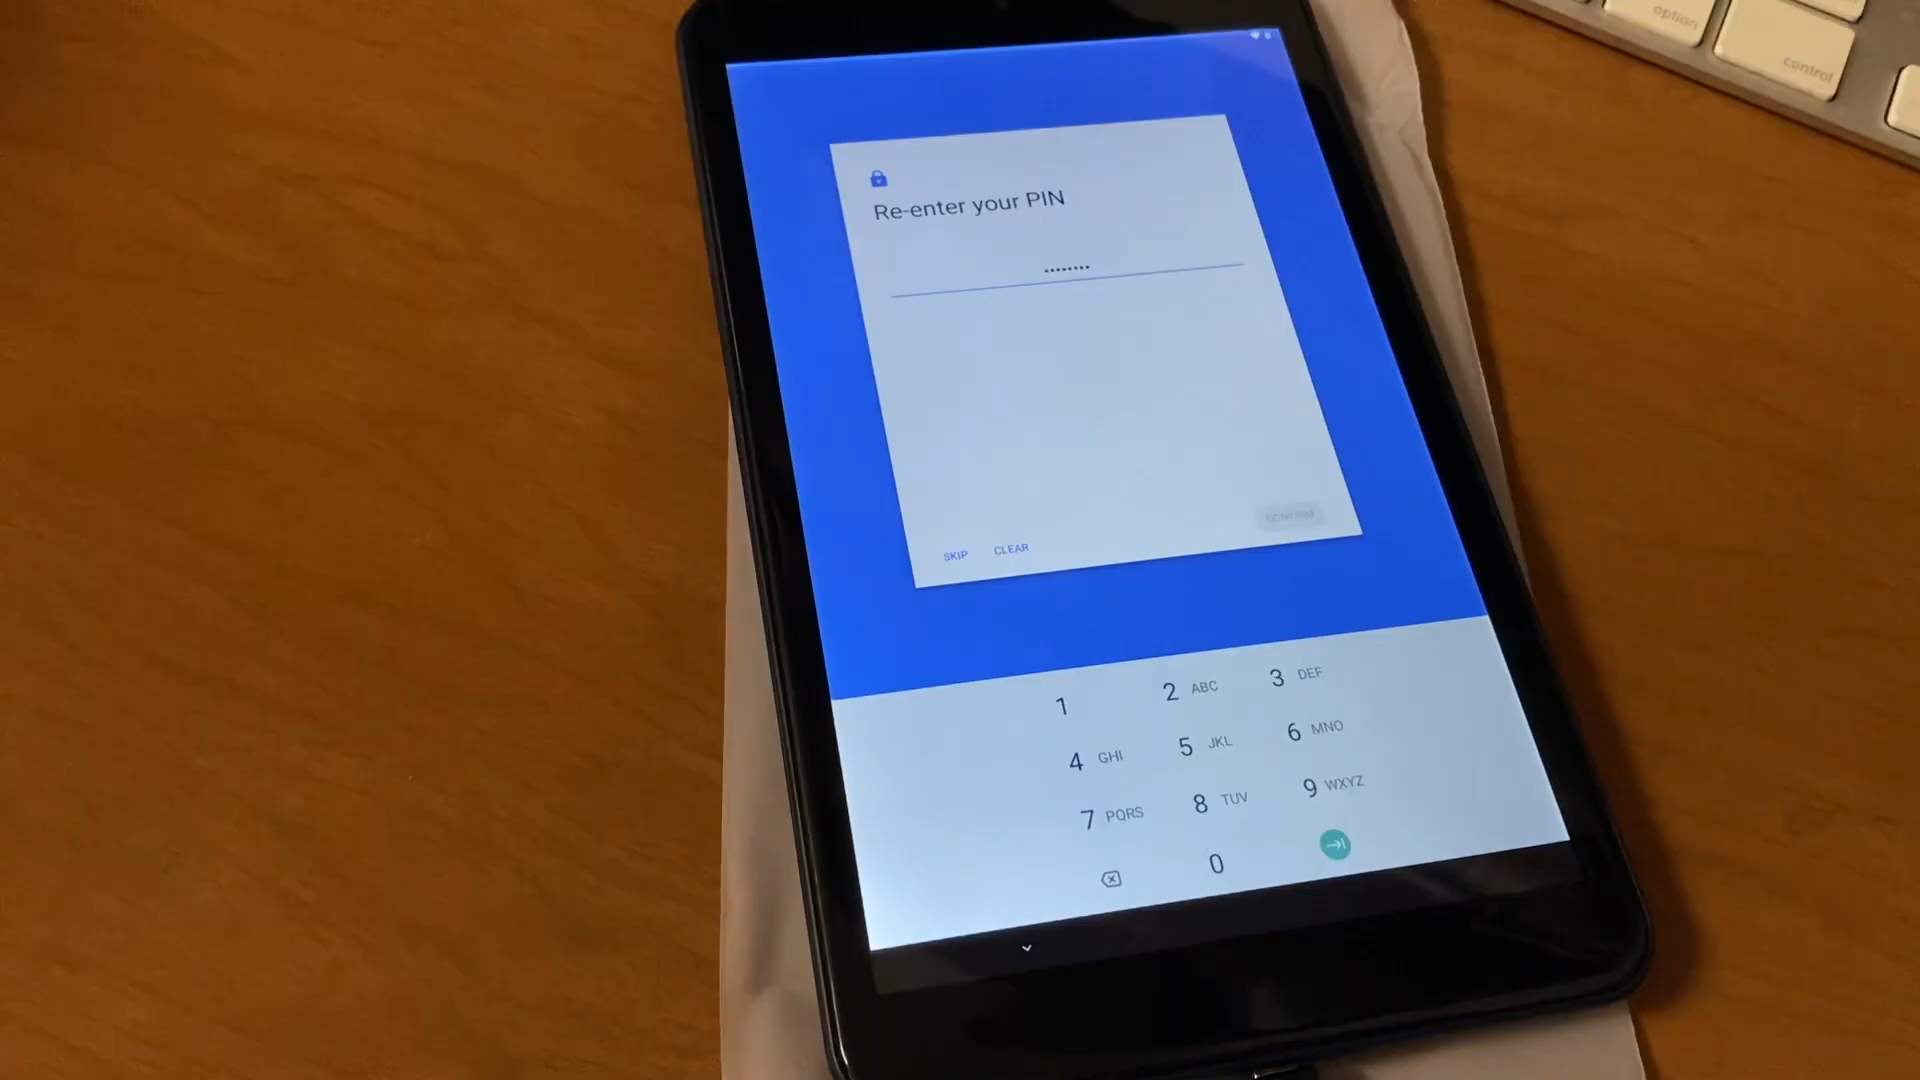 option
control
Re-enter your PIN
••••••••
CONFIRM
SKIP CLEAR
1 2 ABC 3 DEF
4 GHI 5 JKL 6 MNO
7 PQRS 8 TUV 9 WXYZ
0